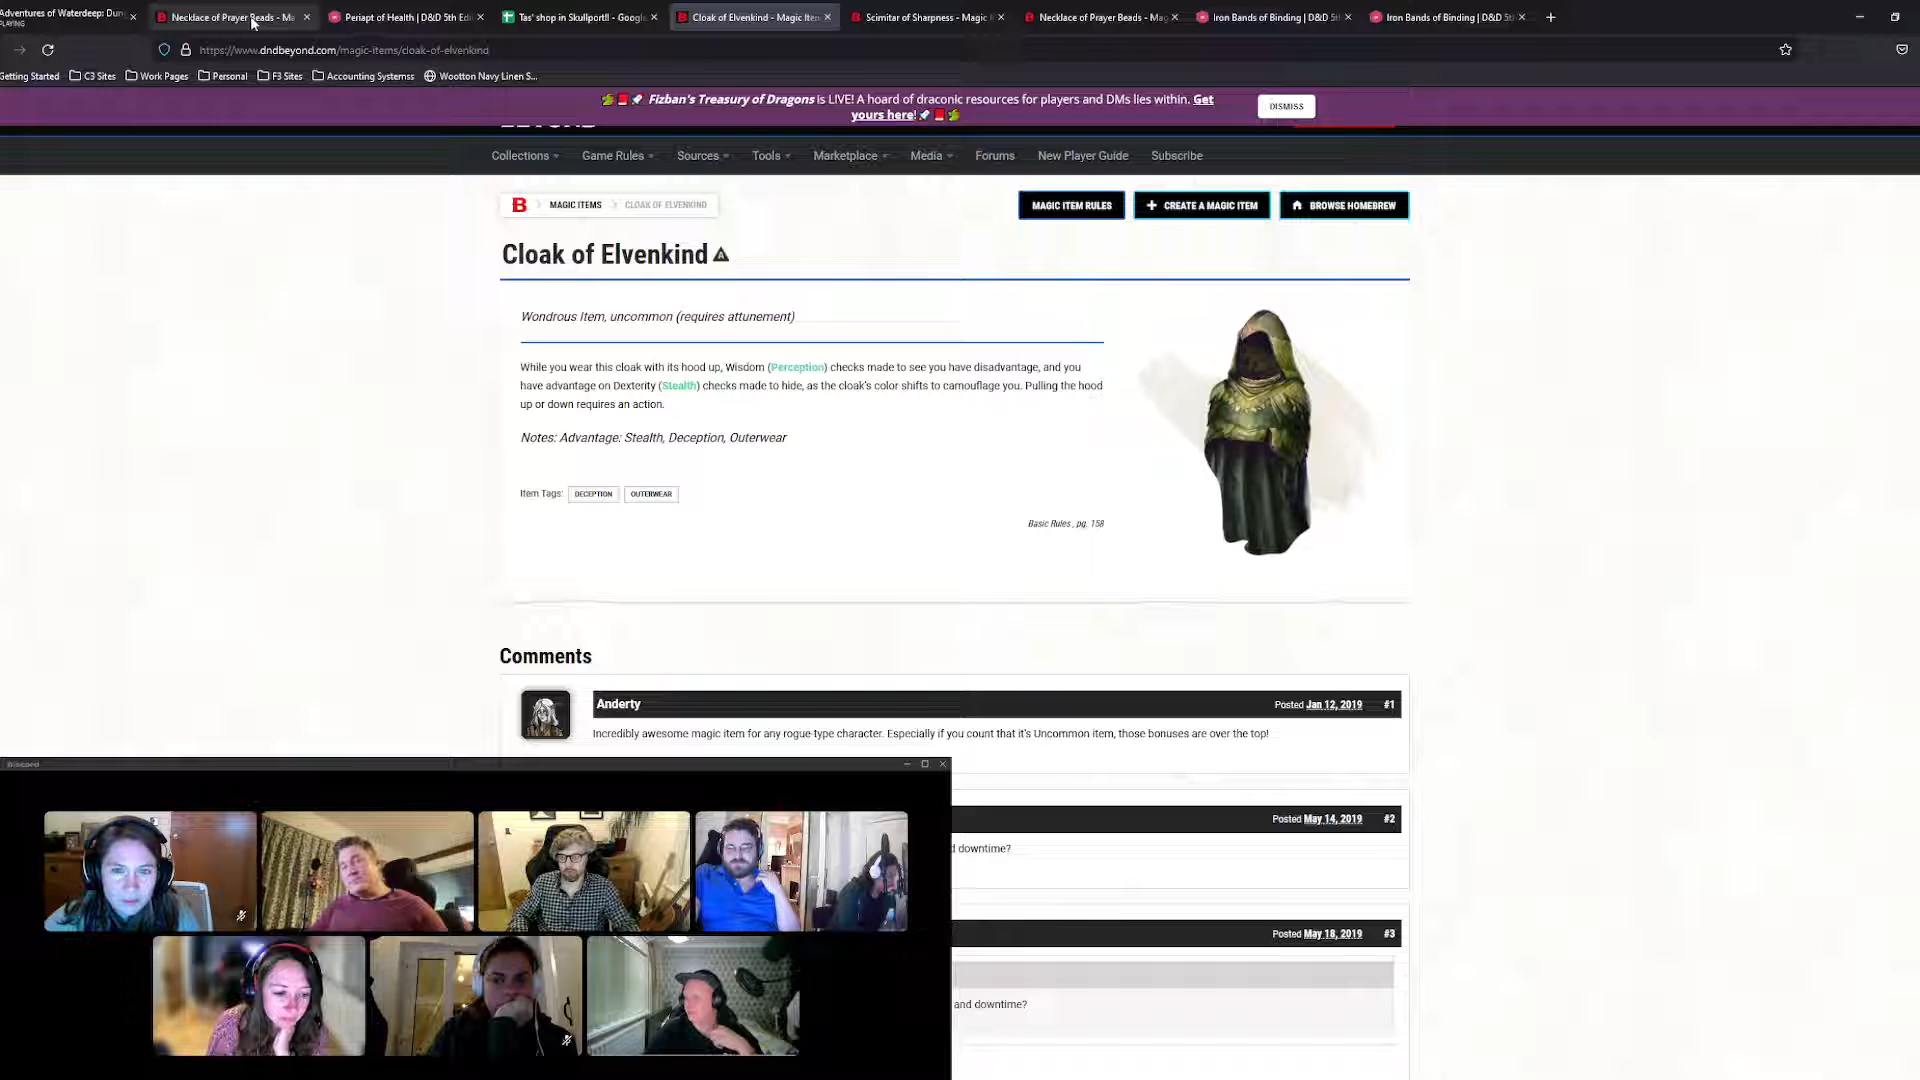 Adventures of Waterdeep: Dung
PLAYING
Necklace of Prayer Beads - Ma
Periapt of Health | D&D 5th Edi
Tas' shop in Skullport!! - Googl
Cloak of Elvenkind - Magic Item
Scimitar of Sharpness - Magic I
Necklace of Prayer Beads - Mag
Iron Bands of Binding | D&D 5t
Iron Bands of Binding | D&D 5t
https://www.dndbeyond.com/magic-items/cloak-of-elvenkind
Getting Started
C3 Sites
Work Pages
Personal
F3 Sites
Accounting Systemss
Wootton Navy Linen S...
Fizban's Treasury of Dragons is LIVE! A hoard of draconic resources for players and DMs lies within. Get
yours here!
DISMISS
BEYOND
Collections
Game Rules
Sources
Tools
Marketplace
Media
Forums
New Player Guide
Subscribe
B
MAGIC ITEMS
CLOAK OF ELVENKIND
MAGIC ITEM RULES
CREATE A MAGIC ITEM
BROWSE HOMEBREW
Cloak of Elvenkind
Wondrous Item, uncommon (requires attunement)
While you wear this cloak with its hood up, Wisdom (Perception) checks made to see you have disadvantage, and you
have advantage on Dexterity (Stealth) checks made to hide, as the cloak's color shifts to camouflage you. Pulling the hood
up or down requires an action.
Notes: Advantage: Stealth, Deception, Outerwear
Item Tags: DECEPTION OUTERWEAR
Basic Rules , pg. 158
Comments
Anderty
Posted Jan 12, 2019 #1
Incredibly awesome magic item for any rogue-type character. Especially if you count that it's Uncommon item, those bonuses are over the top!
Discord
Posted May 14, 2019 #2
d downtime?
Posted May 18, 2019 #3
and downtime?